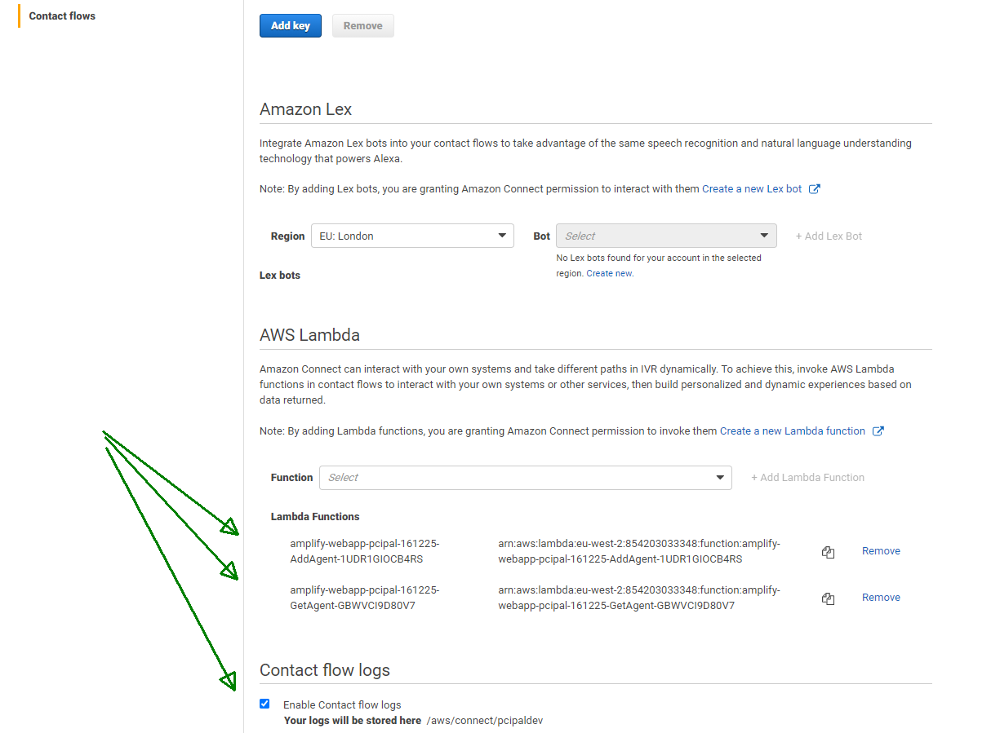 Contact flows
Add key
Remove
Amazon Lex
Integrate Amazon Lex bots into your contact flows to take advantage of the same speech recognition and natural language understanding
technology that powers Alexa.
Note: By adding Lex bots, you are granting Amazon Connect permission to interact with them Create a new Lex bot
Region EU: London Bot Select + Add Lex Bot
No Lex bots found for your account in the selected
region. Create new.
Lex bots
AWS Lambda
Amazon Connect can interact with your own systems and take different paths in IVR dynamically. To achieve this, invoke AWS Lambda
functions in contact flows to interact with your own systems or other services, then build personalized and dynamic experiences based on
data returned.
Note: By adding Lambda functions, you are granting Amazon Connect permission to invoke them Create a new Lambda function
Function Select + Add Lambda Function
Lambda Functions
amplify-webapp-pcipal-161225-
AddAgent-1UDR1GIOCB4RS
arn:aws:lambda:eu-west-2:854203033348:function:amplify-
webapp-pcipal-161225-AddAgent-1UDR1GIOCB4RS
Remove
amplify-webapp-pcipal-161225-
GetAgent-GBWVCI9D80V7
arn:aws:lambda:eu-west-2:854203033348:function:amplify-
webapp-pcipal-161225-GetAgent-GBWVCI9D80V7
Remove
Contact flow logs
Enable Contact flow logs
Your logs will be stored here /aws/connect/pcipaldev